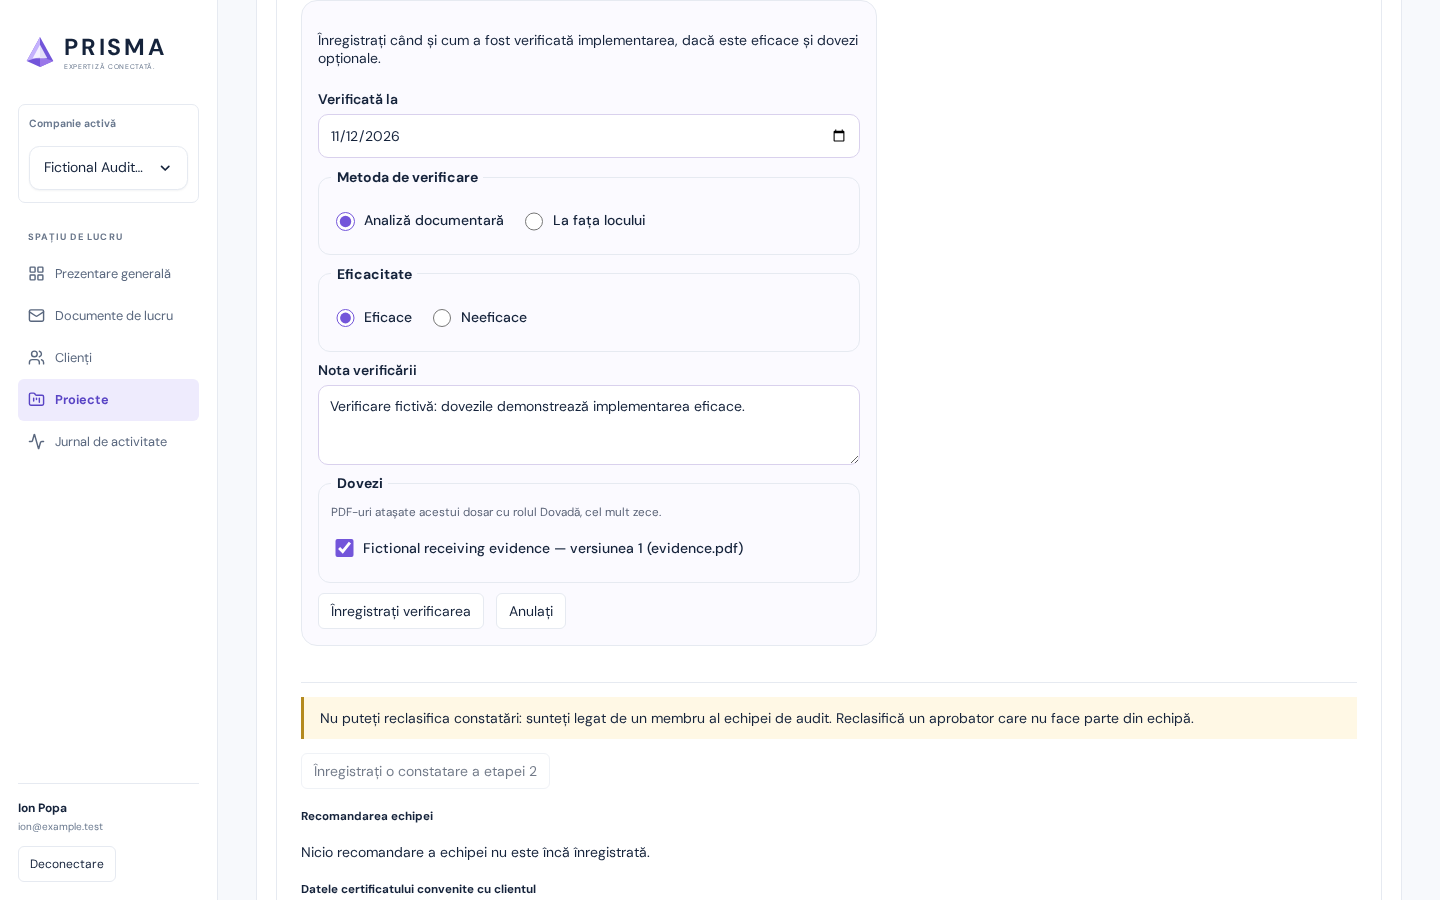 PRISMA
EXPERTIZĂ CONECTATĂ.
Companie activă
Fictional Audit...
SPAȚIU DE LUCRU
Prezentare generală
Documente de lucru
Clienți
Proiecte
Jurnal de activitate
Ion Popa
ion@example.test
Deconectare
Înregistrați când și cum a fost verificată implementarea, dacă este eficace și dovezi
opționale.
Verificată la
11/12/2026
Metoda de verificare
Analiză documentară
La fața locului
Eficacitate
Eficace
Neeficace
Nota verificării
Verificare fictivă: dovezile demonstrează implementarea eficace.
Dovezi
PDF-uri atașate acestui dosar cu rolul Dovadă, cel mult zece.
Fictional receiving evidence — versiunea 1 (evidence.pdf)
Înregistrați verificarea
Anulați
Nu puteți reclasifica constatări: sunteți legat de un membru al echipei de audit. Reclasifică un aprobator care nu face parte din echipă.
Înregistrați o constatare a etapei 2
Recomandarea echipei
Nicio recomandare a echipei nu este încă înregistrată.
Datele certificatului convenite cu clientul